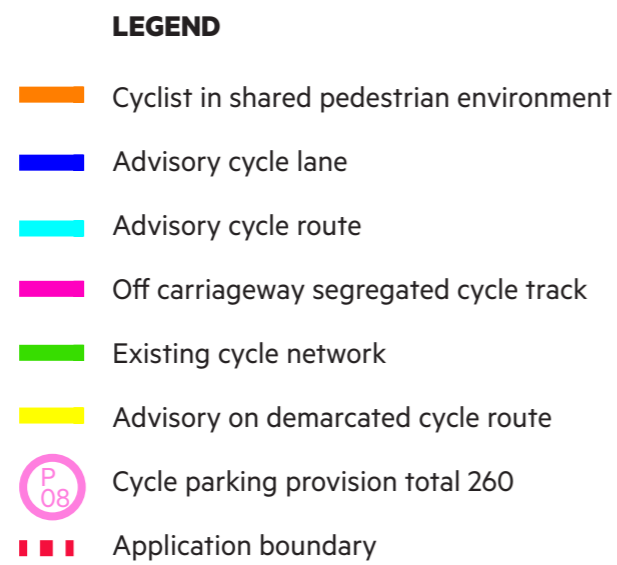 LEGEND
Cyclist in shared pedestrian environment
Advisory cycle lane
Advisory cycle route
Off carriageway segregated cycle track
Existing cycle network
Advisory on demarcated cycle route
P
08
Cycle parking provision total 260
Application boundary